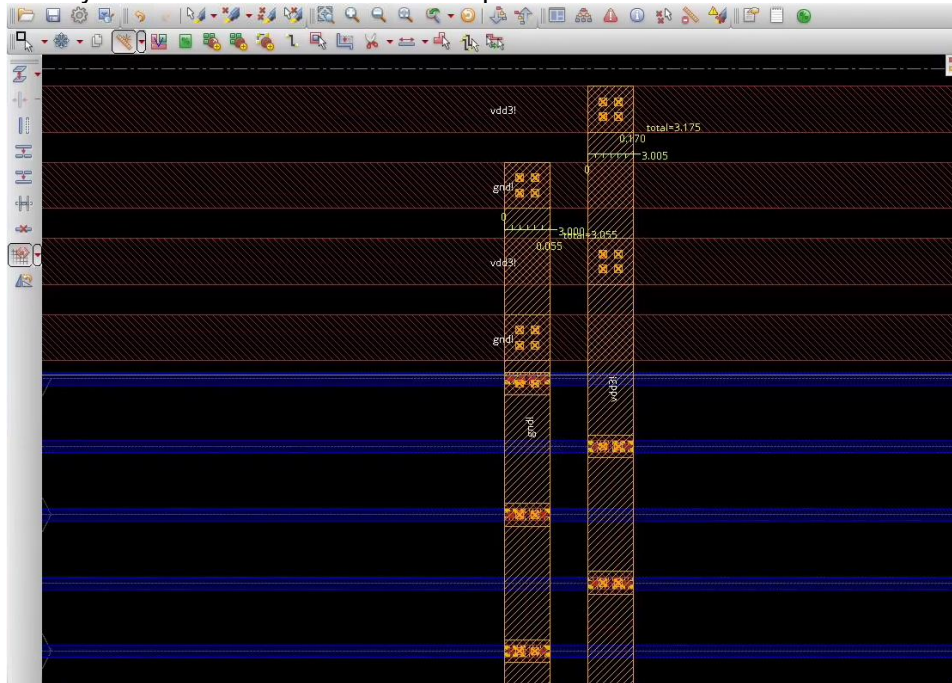 vdd3!
total=3.175
0.170
3.005
0
gnd!
0
3.000
total=3.055
0.055
vdd3!
gnd!
vdd3!
gnd!